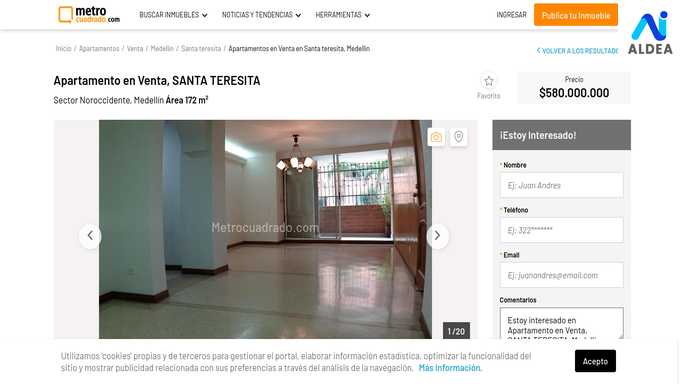 metro
cuadrado.com
BUSCAR INMUEBLES
NOTICIAS Y TENDENCIAS
HERRAMIENTAS
INGRESAR
Publica tu Inmueble
ALDEA
Inicio / Apartamentos / Venta / Medellín / Santa teresita / Apartamentos en Venta en Santa teresita, Medellín
VOLVER A LOS RESULTADO
Apartamento en Venta, SANTA TERESITA
Sector Noroccidente, Medellín Área 172 m²
Favorito
Precio
$580.000.000
Metrocuadrado.com
1 / 20
¡Estoy Interesado!
* Nombre
Ej: Juan Andres
* Teléfono
Ej: 322*******
* Email
Ej: juanandres@email.com
Comentarios
Estoy interesado en
Apartamento en Venta,
SANTA TERESITA, Medellín
Utilizamos 'cookies' propias y de terceros para gestionar el portal, elaborar información estadística, optimizar la funcionalidad del
sitio y mostrar publicidad relacionada con sus preferencias a través del análisis de la navegación. Más información.
Acepto